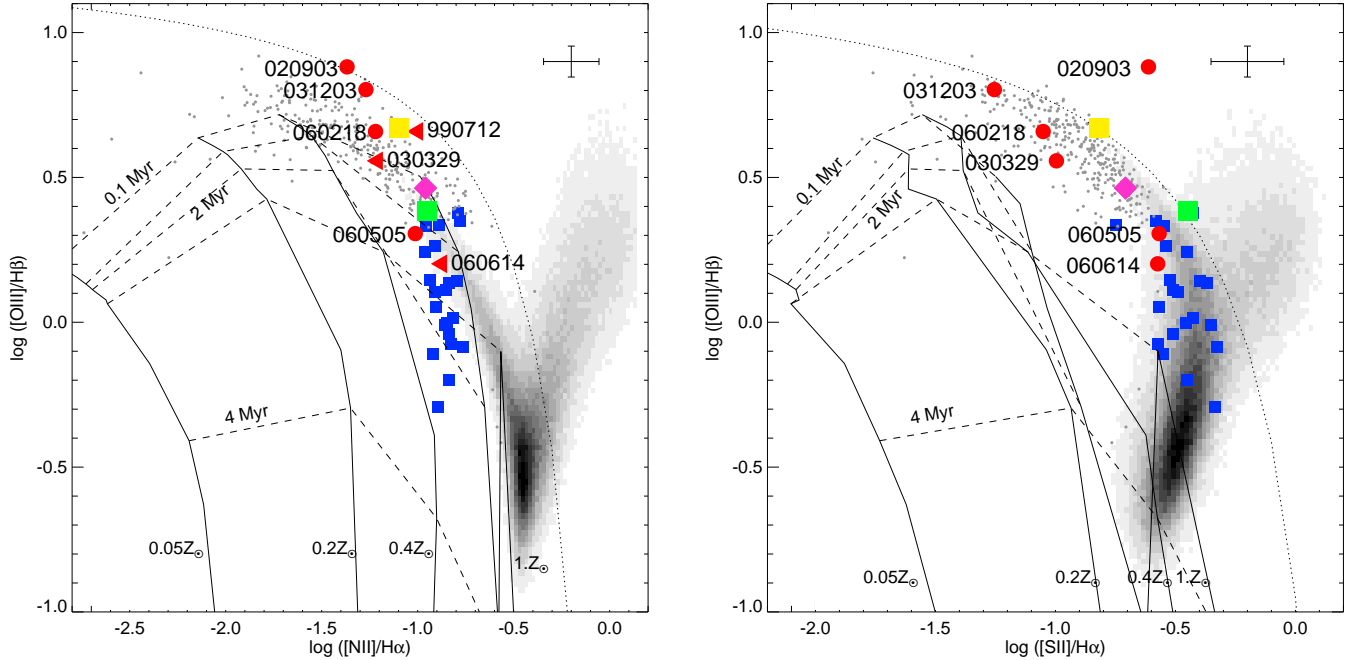 1.0
0.5
0.0
-0.5
-1.0
log ([OIII]/Hβ)
-2.5
-2.0
-1.5
-1.0
-0.5
0.0
log ([NII]/Hα)
020903
031203
060218
990712
030329
060505
060614
0.1 Myr
2 Myr
4 Myr
0.05Z⊙
0.2Z⊙
0.4Z⊙
1.Z⊙
1.0
0.5
0.0
-0.5
-1.0
log ([OIII]/Hβ)
-2.0
-1.5
-1.0
-0.5
0.0
log ([SII]/Hα)
020903
031203
060218
030329
060505
060614
0.1 Myr
2 Myr
4 Myr
0.05Z⊙
0.2Z⊙
0.4Z⊙
1.Z⊙